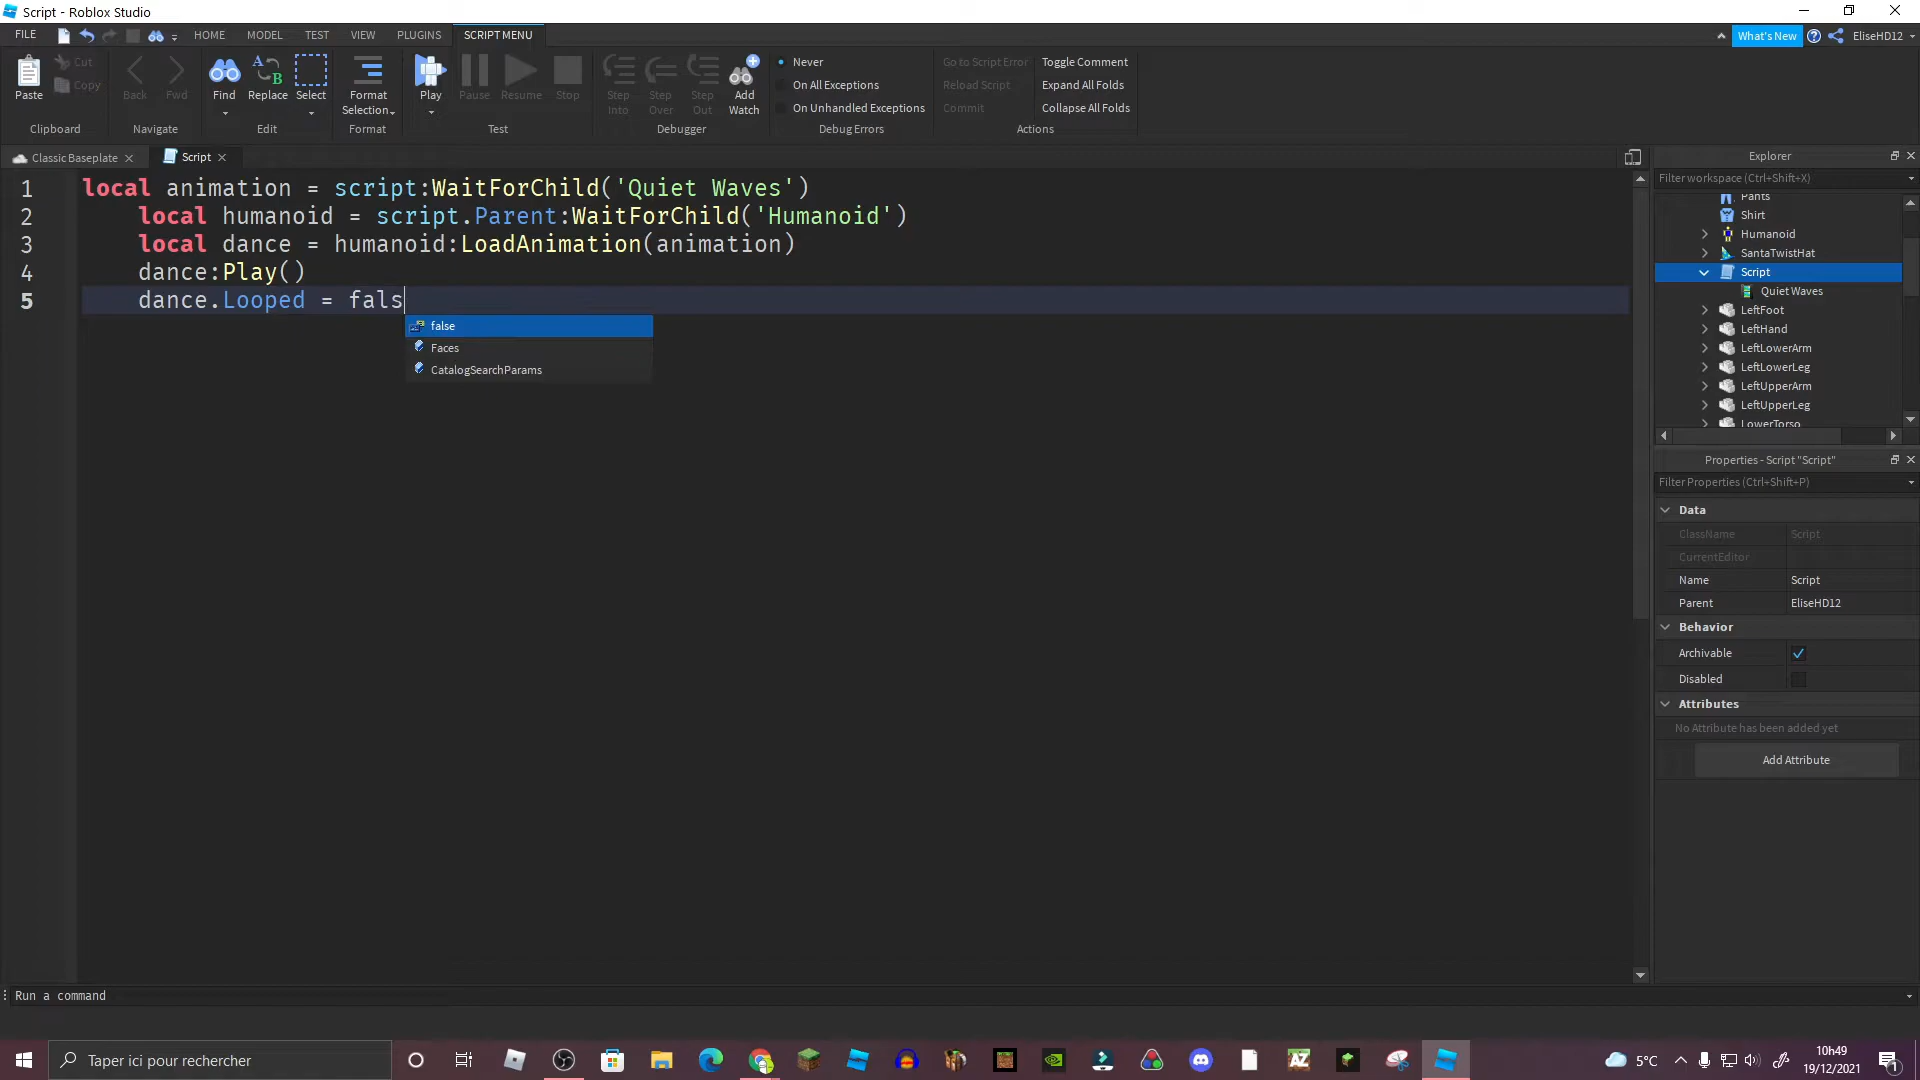 Script - Roblox Studio
FILE HOME MODEL TEST VIEW PLUGINS SCRIPT MENU What's New EliseHD12
Paste Cut Copy Clipboard
Back Fwd Navigate
Find Replace Select Edit
Format Selection Format
Play Pause Resume Stop Test
Step Into Step Over Step Out Add Watch Debugger
Never
On All Exceptions
On Unhandled Exceptions
Debug Errors
Go to Script Error Toggle Comment
Reload Script Expand All Folds
Commit Collapse All Folds
Actions
Classic Baseplate Script
1 local animation = script:WaitForChild('Quiet Waves')
2 local humanoid = script.Parent:WaitForChild('Humanoid')
3 local dance = humanoid:LoadAnimation(animation)
4 dance:Play()
5 dance.Looped = fals
false
Faces
CatalogSearchParams
Explorer
Filter workspace (Ctrl+Shift+X)
Pants
Shirt
Humanoid
SantaTwistHat
Script
Quiet Waves
LeftFoot
LeftHand
LeftLowerArm
LeftLowerLeg
LeftUpperArm
LeftUpperLeg
LowerTorso
Properties - Script "Script"
Filter Properties (Ctrl+Shift+P)
Data
ClassName Script
CurrentEditor
Name Script
Parent EliseHD12
Behavior
Archivable
Disabled
Attributes
No Attribute has been added yet
Add Attribute
Run a command
Taper ici pour rechercher
AZ
5°C
10h49
19/12/2021
1